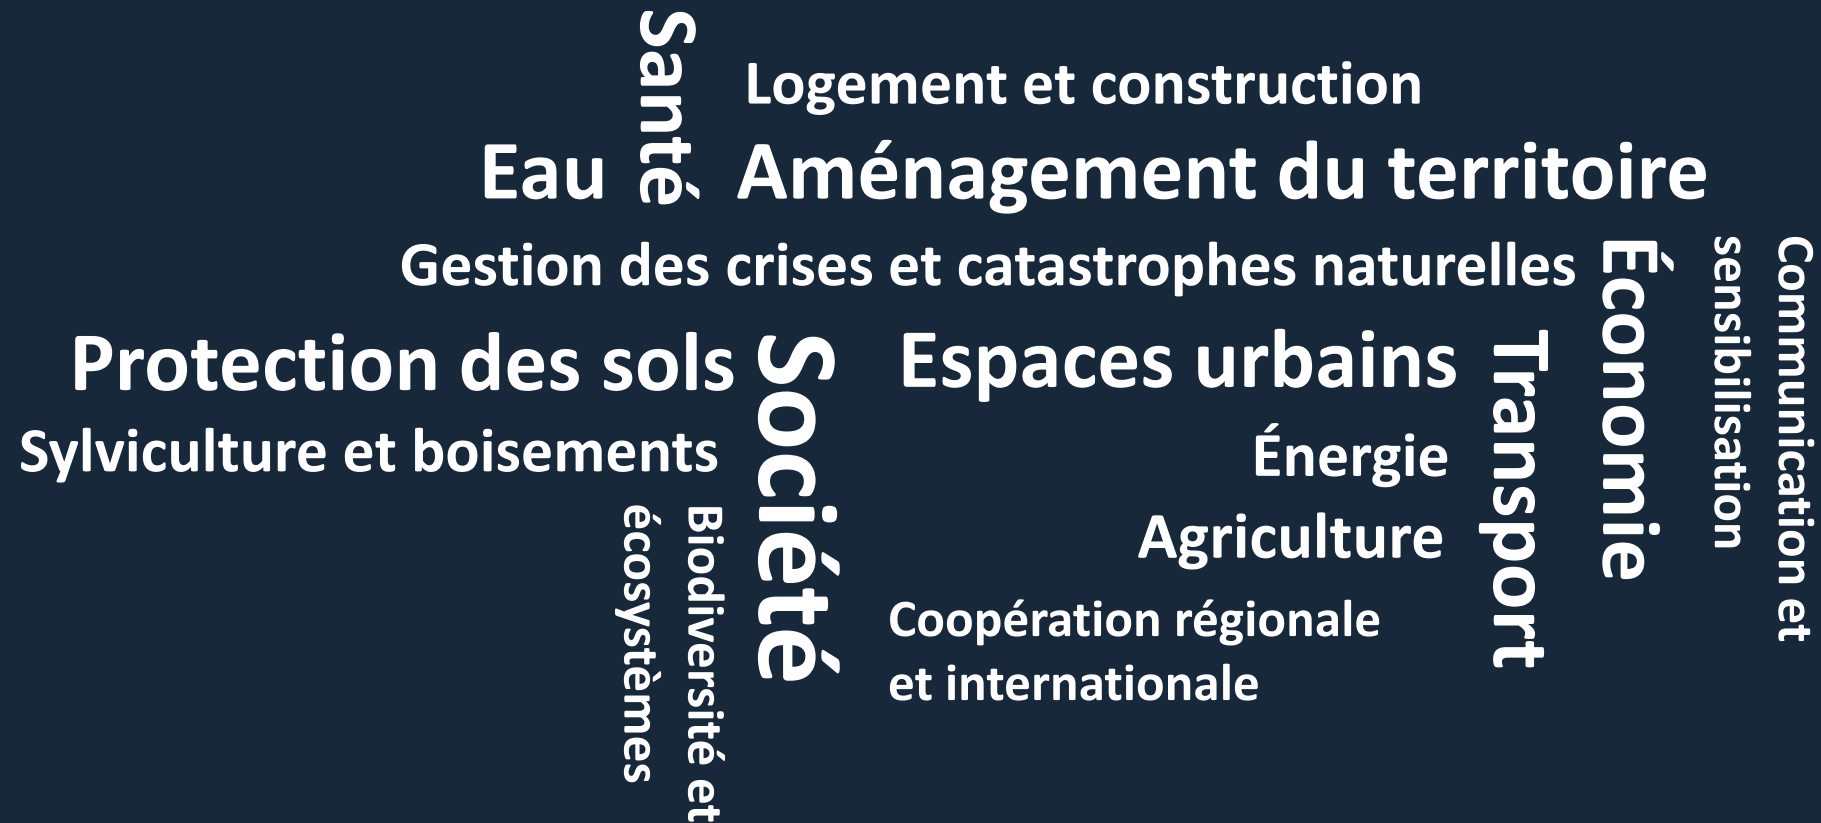 Santé
Logement et construction
Eau
Aménagement du territoire
Gestion des crises et catastrophes naturelles
Économie
Communication et
sensibilisation
Protection des sols
Société
Espaces urbains
Transport
Sylviculture et boisements
Énergie
Biodiversité et
écosystèmes
Agriculture
Coopération régionale
et internationale